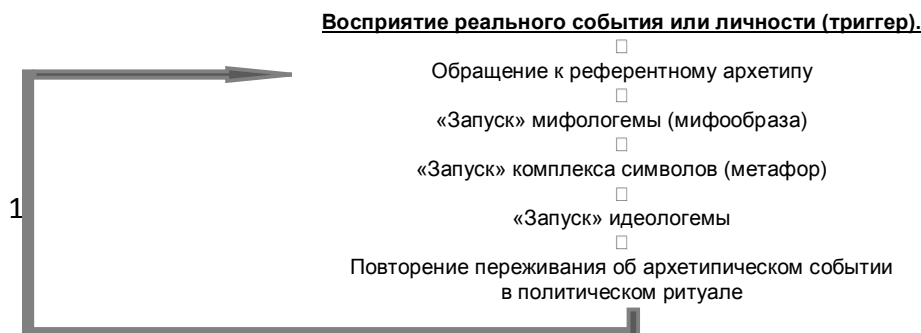 Восприятие реального события или личности (триггер).
Обращение к референтному архетипу
«Запуск» мифологемы (мифообраза)
«Запуск» комплекса символов (метафор)
1
«Запуск» идеологемы
Повторение переживания об архетипическом событии
в политическом ритуале